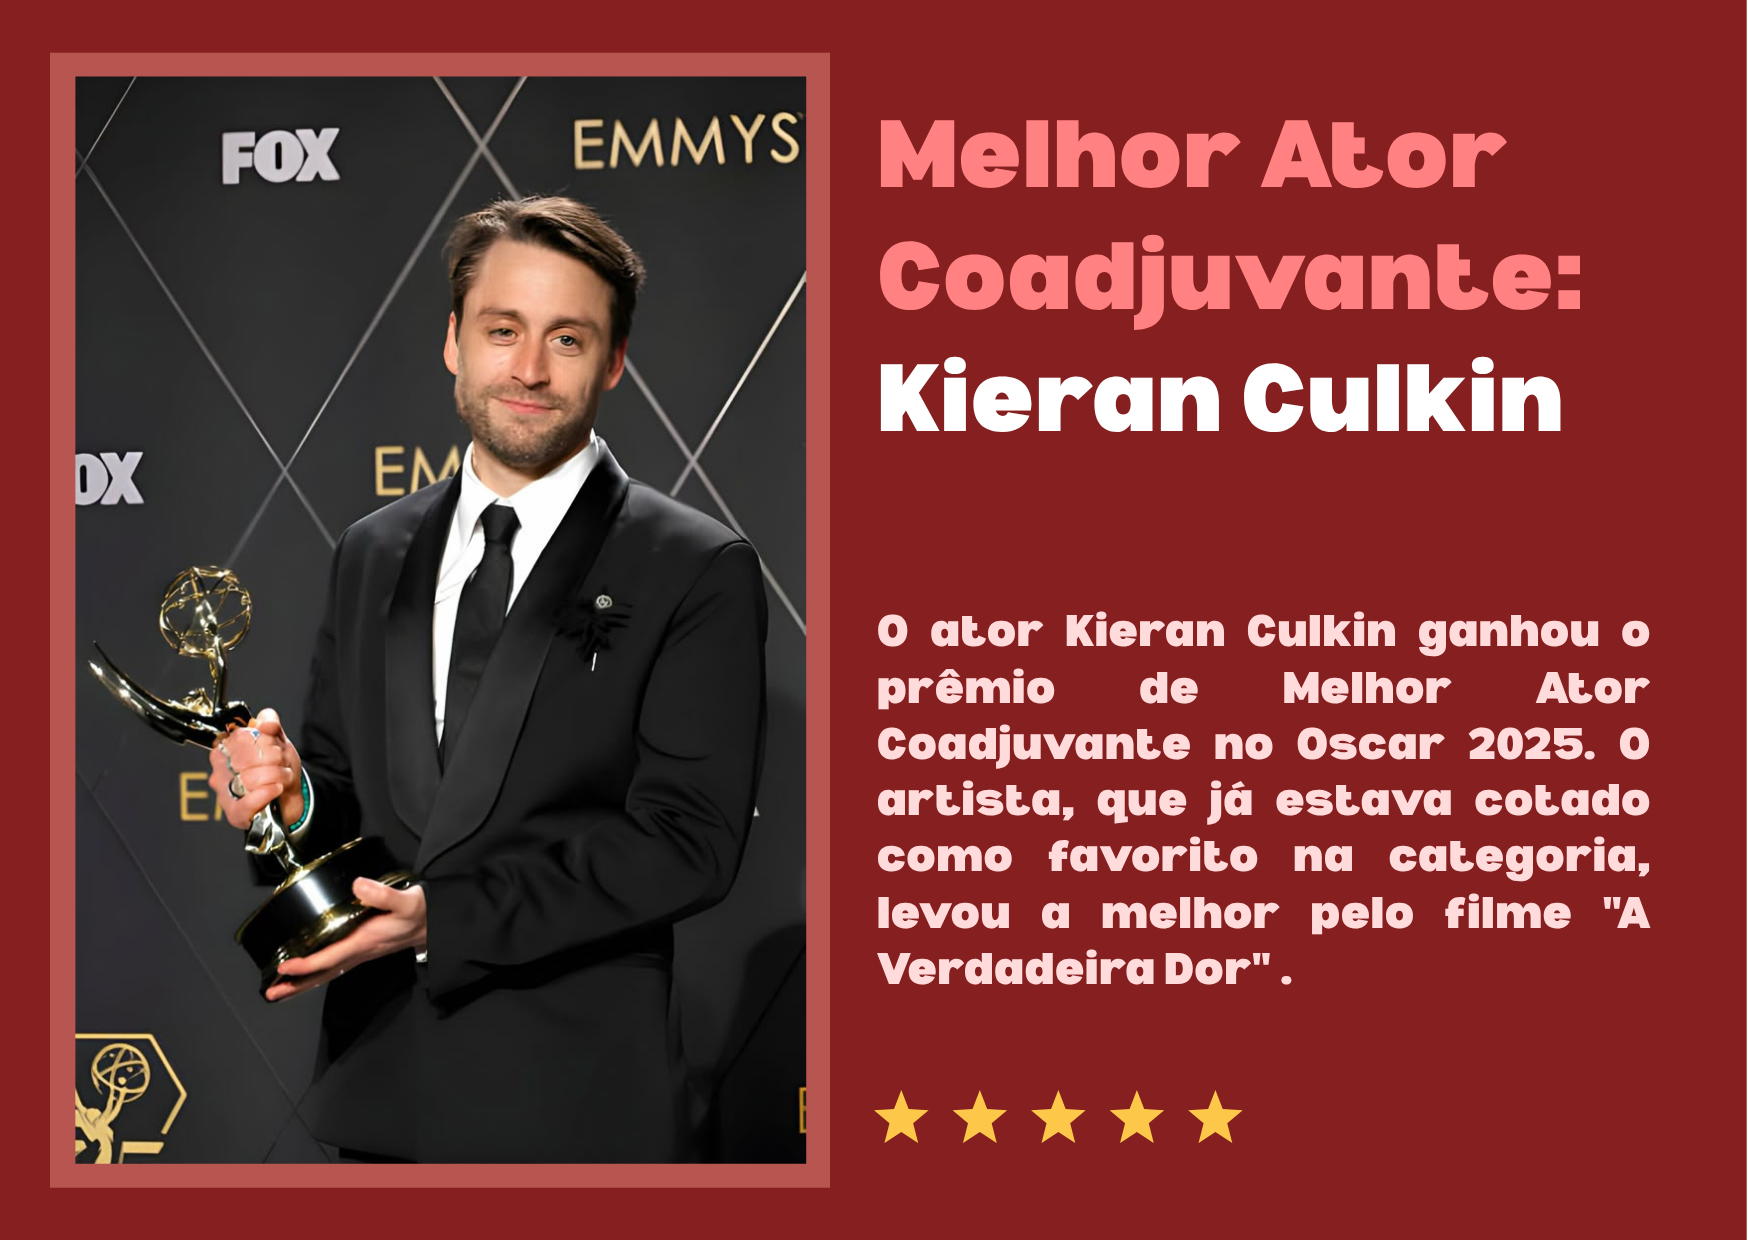 FOX
EMMYS
Melhor Ator
Coadjuvante:
Kieran Culkin
OX
EM
O ator Kieran Culkin ganhou o
prêmio de Melhor Ator
Coadjuvante no Oscar 2025. O
artista, que já estava cotado
como favorito na categoria,
levou a melhor pelo filme "A
Verdadeira Dor" .